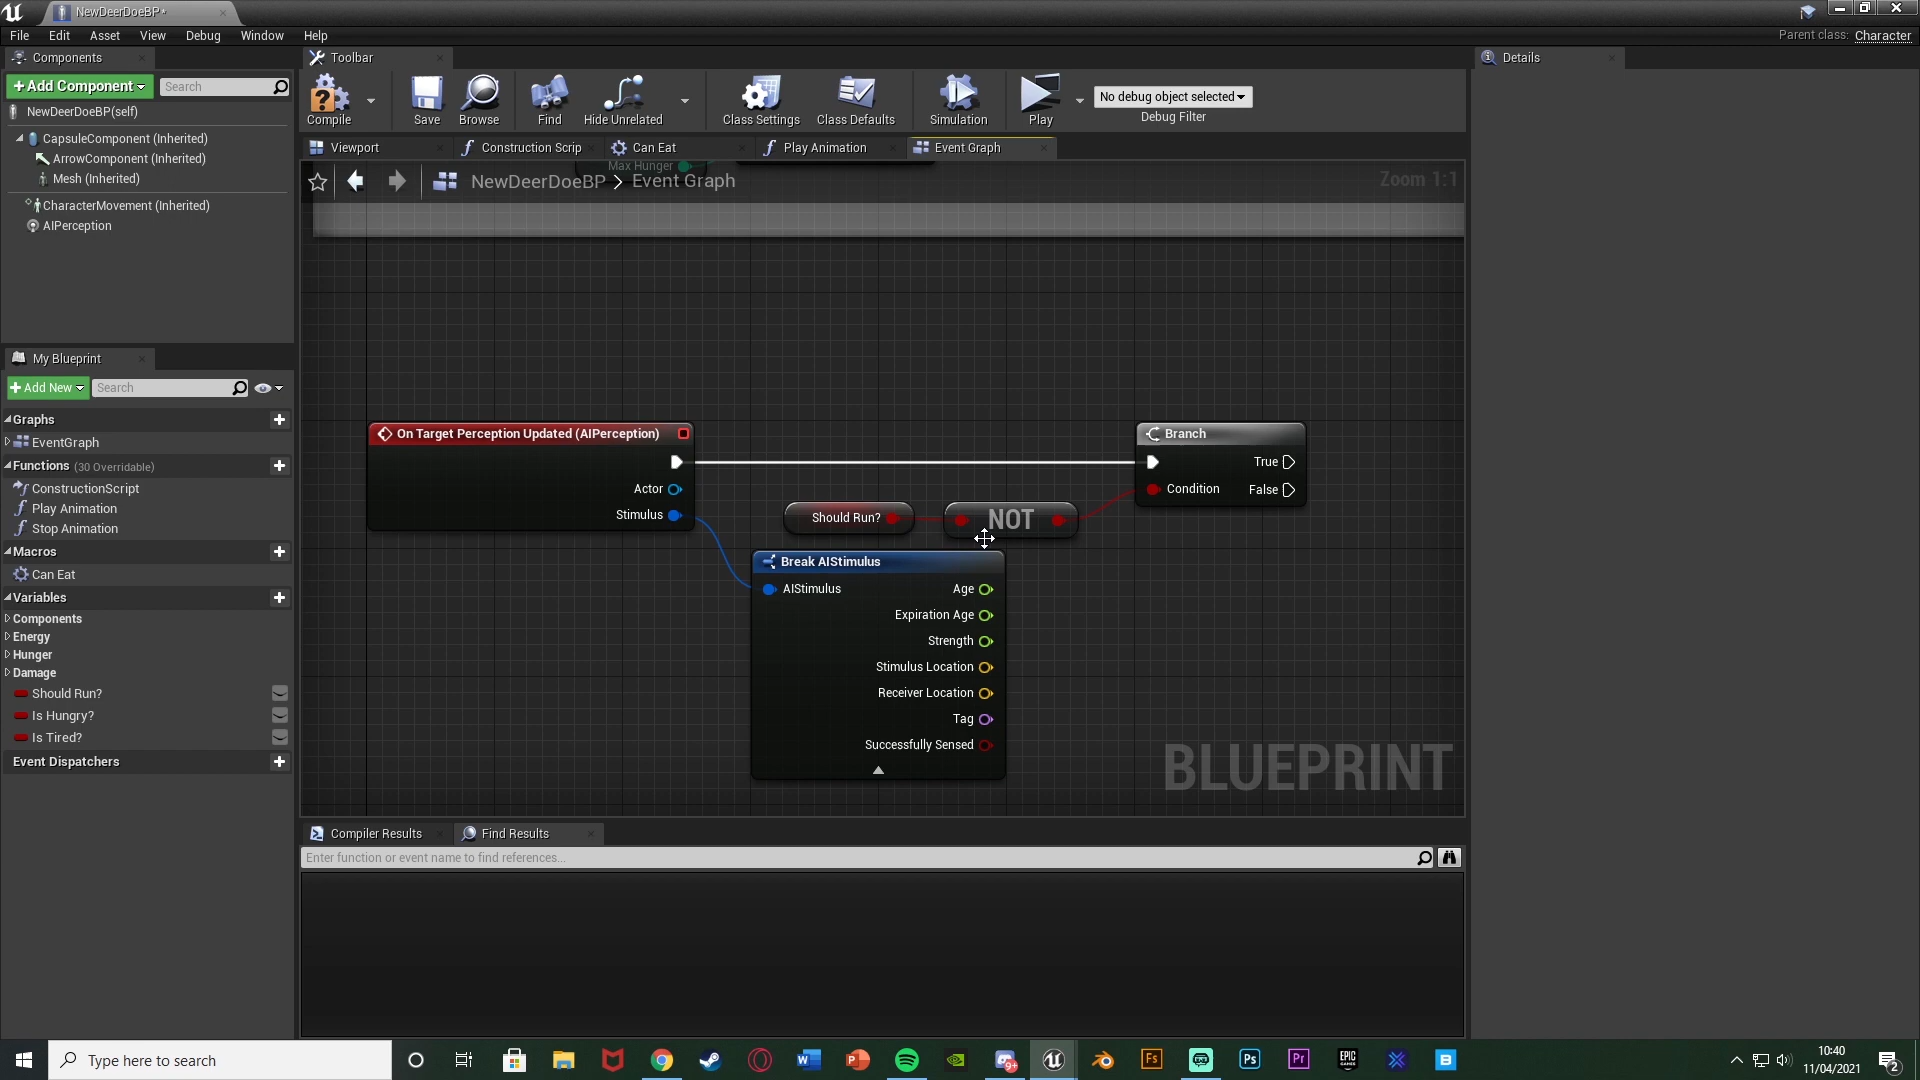 NewDeerDoeBP*
File Edit Asset View Debug Window Help
Parent class: Character
Components
Toolbar
Details
Add Component
Search
NewDeerDoeBP(self)
CapsuleComponent (Inherited)
ArrowComponent (Inherited)
Mesh (Inherited)
CharacterMovement (Inherited)
AIPerception
Compile
Save
Browse
Find
Hide Unrelated
Class Settings
Class Defaults
Simulation
Play
No debug object selected
Debug Filter
Viewport
Construction Scrip
Can Eat
Play Animation
Event Graph
Max Hunger
NewDeerDoeBP > Event Graph
Zoom 1:1
My Blueprint
Add New
Search
Graphs
EventGraph
Functions (30 Overridable)
ConstructionScript
Play Animation
Stop Animation
Macros
Can Eat
Variables
Components
Energy
Hunger
Damage
Should Run?
Is Hungry?
Is Tired?
Event Dispatchers
On Target Perception Updated (AIPerception)
Actor
Stimulus
Should Run?
NOT
Branch
True
Condition
False
Break AIStimulus
AIStimulus
Age
Expiration Age
Strength
Stimulus Location
Receiver Location
Tag
Successfully Sensed
BLUEPRINT
Compiler Results
Find Results
Enter function or event name to find references...
Type here to search
10:40
11/04/2021